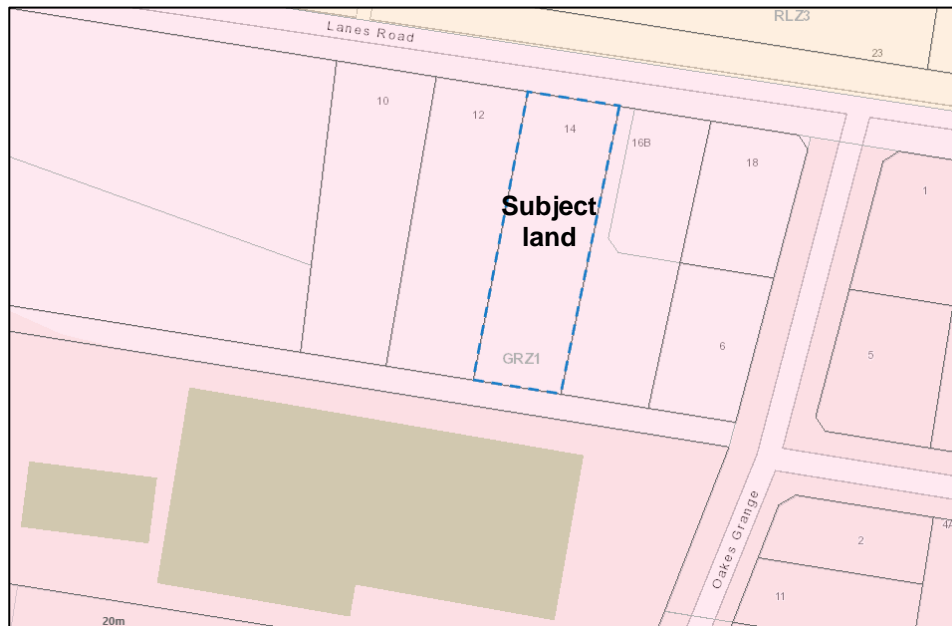 RLZ3
Lanes Road
23
10
12
14
16B
18
1
Subject
land
6
5
GRZ1
Oakes Grange
2
4A
11
20m